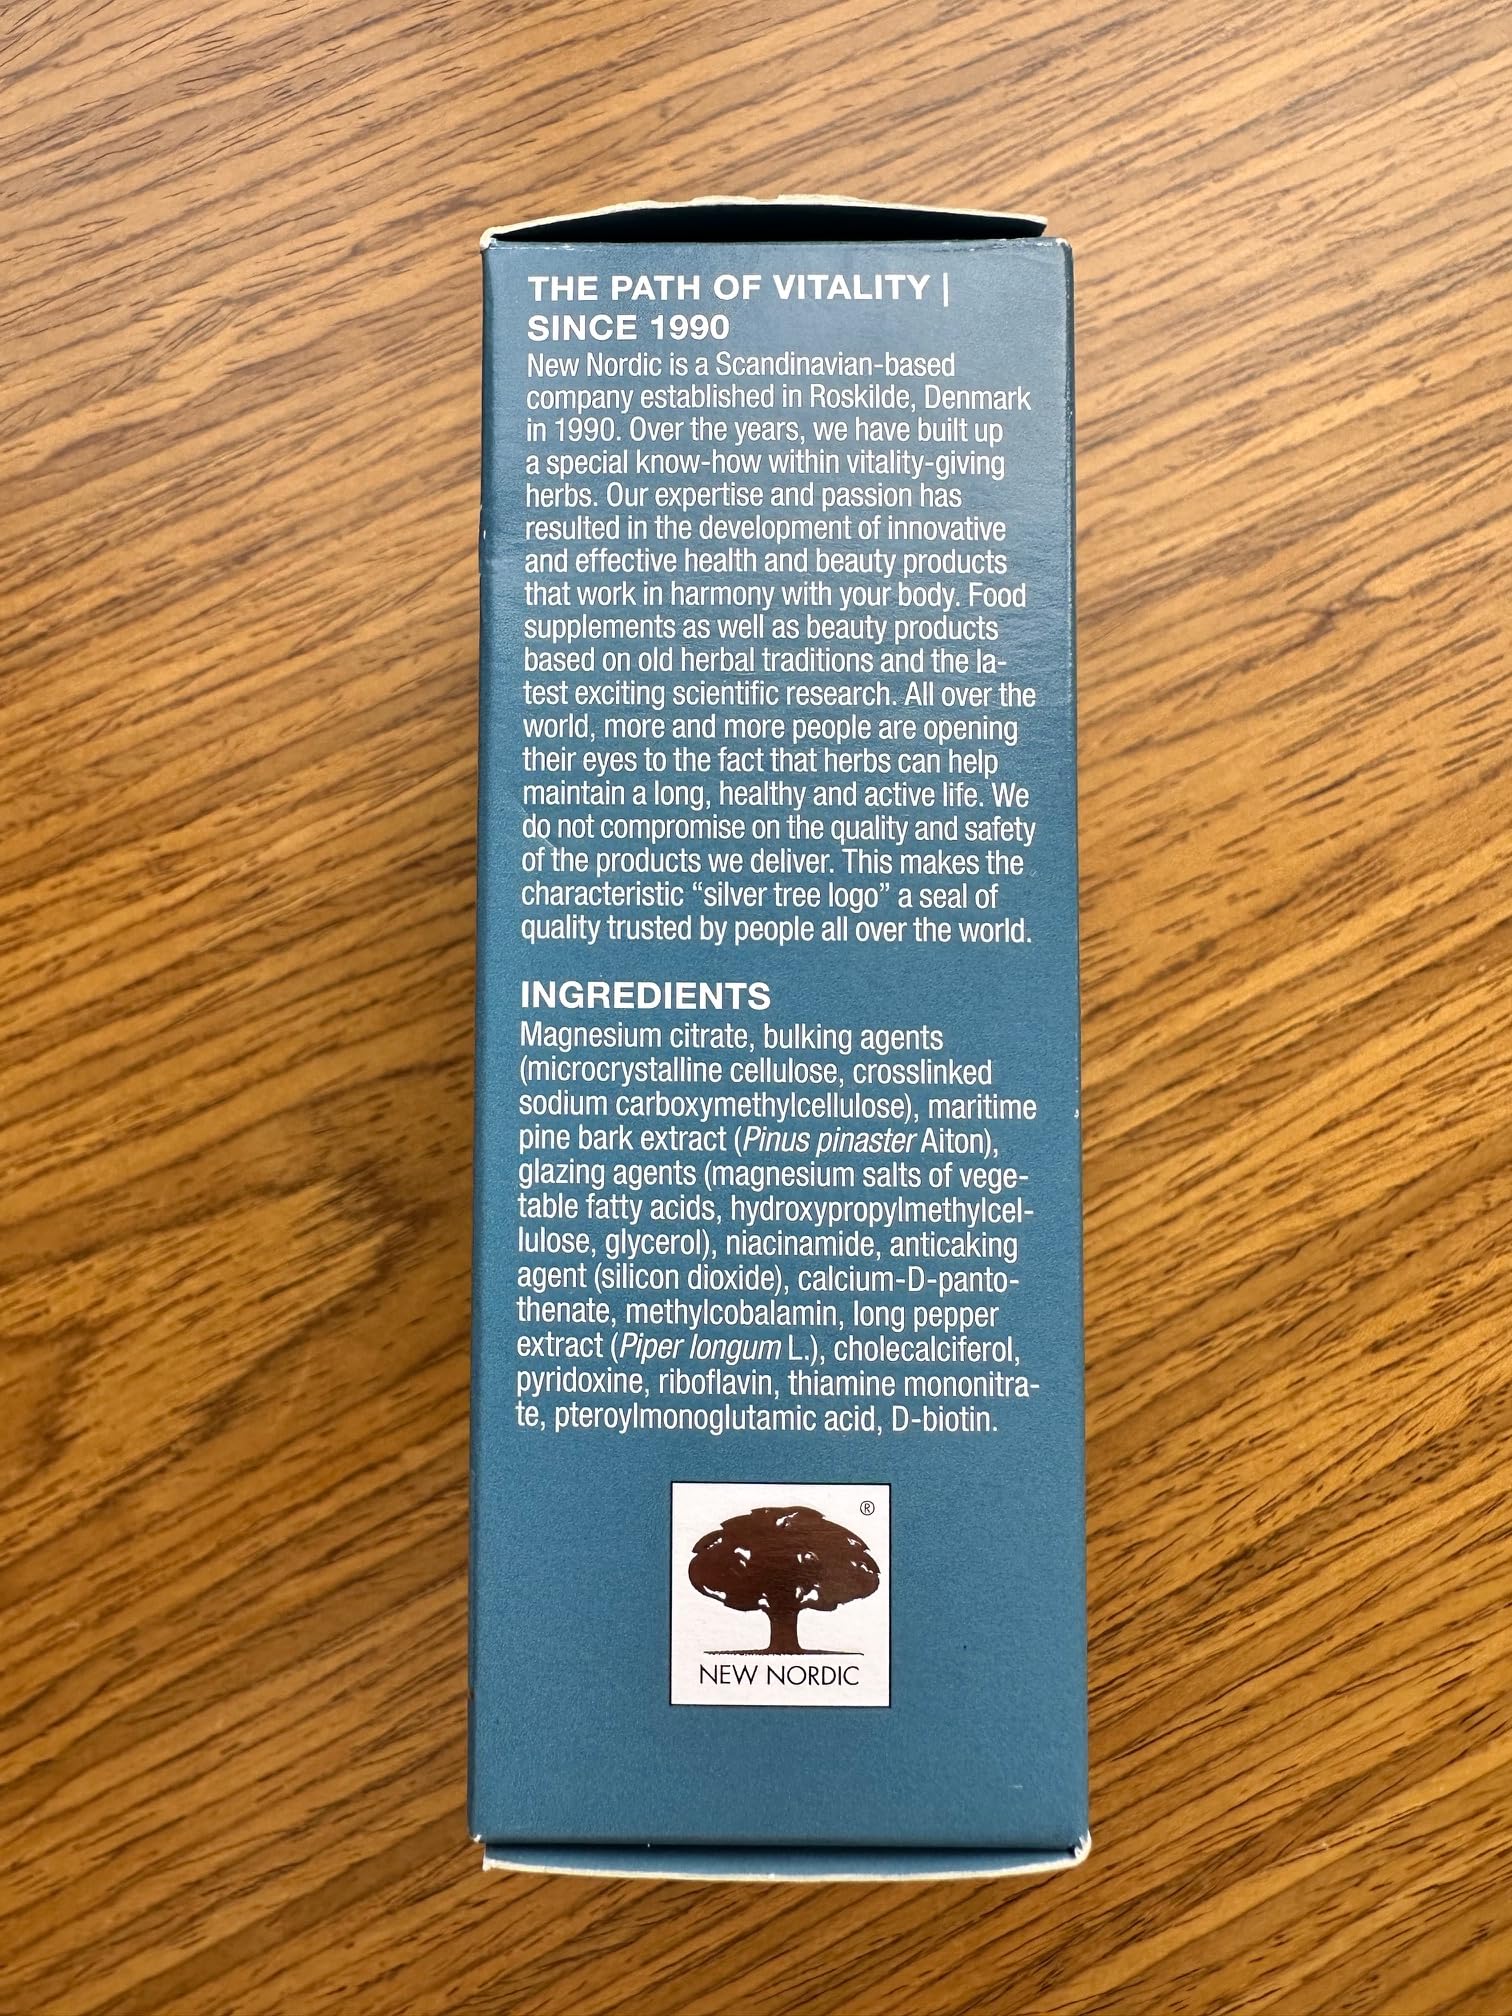 THE PATH OF VITALITY |
SINCE 1990
New Nordic is a Scandinavian-based
company established in Roskilde, Denmark
in 1990. Over the years, we have built up
a special know-how within vitality-giving
herbs. Our expertise and passion has
resulted in the development of innovative
and effective health and beauty products
that work in harmony with your body. Food
supplements as well as beauty products
based on old herbal traditions and the la-
test exciting scientific research. All over the
world, more and more people are opening
their eyes to the fact that herbs can help
maintain a long, healthy and active life. We
do not compromise on the quality and safety
of the products we deliver. This makes the
characteristic “silver tree logo” a seal of
quality trusted by people all over the world.
INGREDIENTS
Magnesium citrate, bulking agents
(microcrystalline cellulose, crosslinked
sodium carboxymethylcellulose), maritime
pine bark extract (Pinus pinaster Aiton),
glazing agents (magnesium salts of vege-
table fatty acids, hydroxypropylmethylcel-
lulose, glycerol), niacinamide, anticaking
agent (silicon dioxide), calcium-D-panto-
thenate, methylcobalamin, long pepper
extract (Piper longum L.), cholecalciferol,
pyridoxine, riboflavin, thiamine mononitra-
te, pteroylmonoglutamic acid, D-biotin.
®
NEW NORDIC